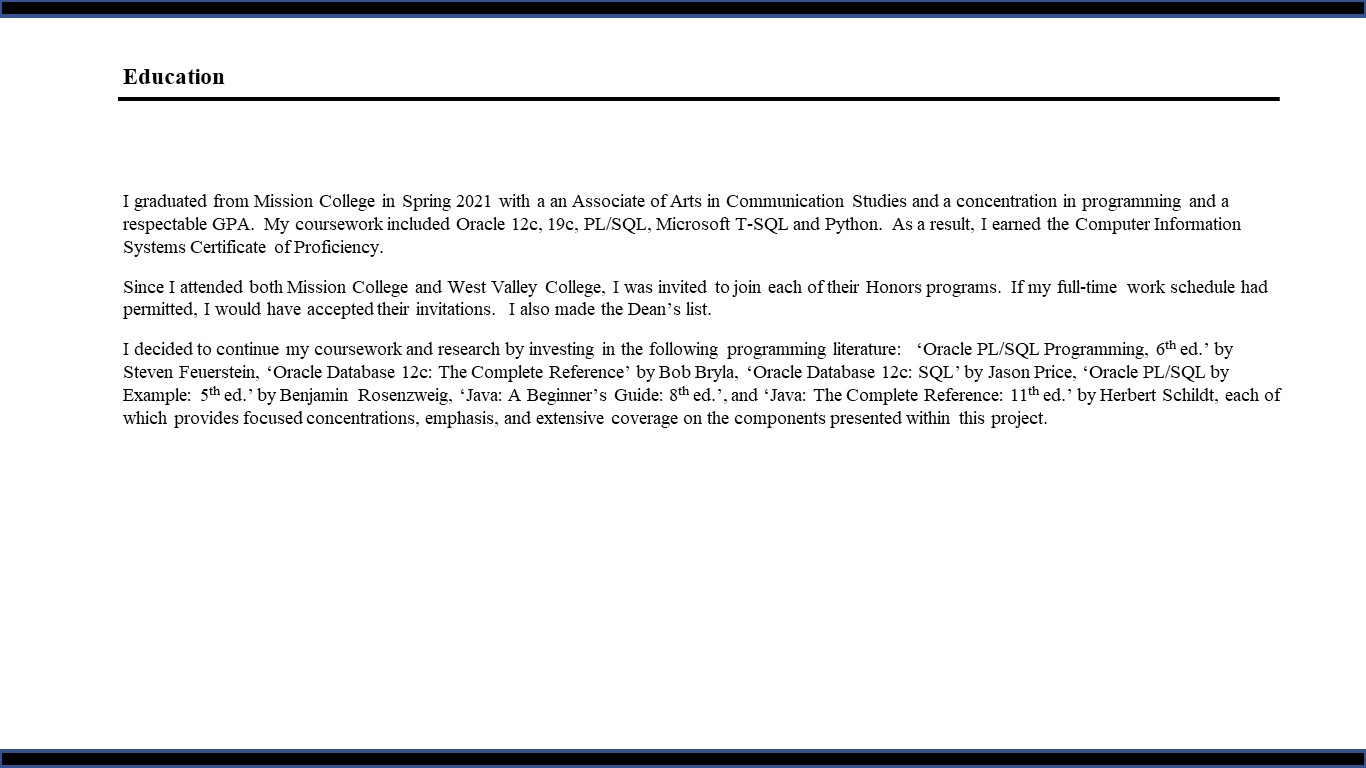 Education
I graduated from Mission College in Spring 2021 with a an Associate of Arts in Communication Studies and a concentration in programming and a
respectable GPA.  My coursework included Oracle 12c, 19c, PL/SQL, Microsoft T-SQL and Python.  As a result, I earned the Computer Information
Systems Certificate of Proficiency.
Since I attended both Mission College and West Valley College, I was invited to join each of their Honors programs.  If my full-time work schedule had
permitted, I would have accepted their invitations.   I also made the Dean’s list.
I decided to continue my coursework and research by investing in the following programming literature:   ‘Oracle PL/SQL Programming, 6th ed.’ by
Steven Feuerstein, ‘Oracle Database 12c: The Complete Reference’ by Bob Bryla, ‘Oracle Database 12c: SQL’ by Jason Price, ‘Oracle PL/SQL by
Example: 5th ed.’ by Benjamin Rosenzweig, ‘Java: A Beginner’s Guide: 8th ed.’, and ‘Java: The Complete Reference: 11th ed.’ by Herbert Schildt, each of
which provides focused concentrations, emphasis, and extensive coverage on the components presented within this project.